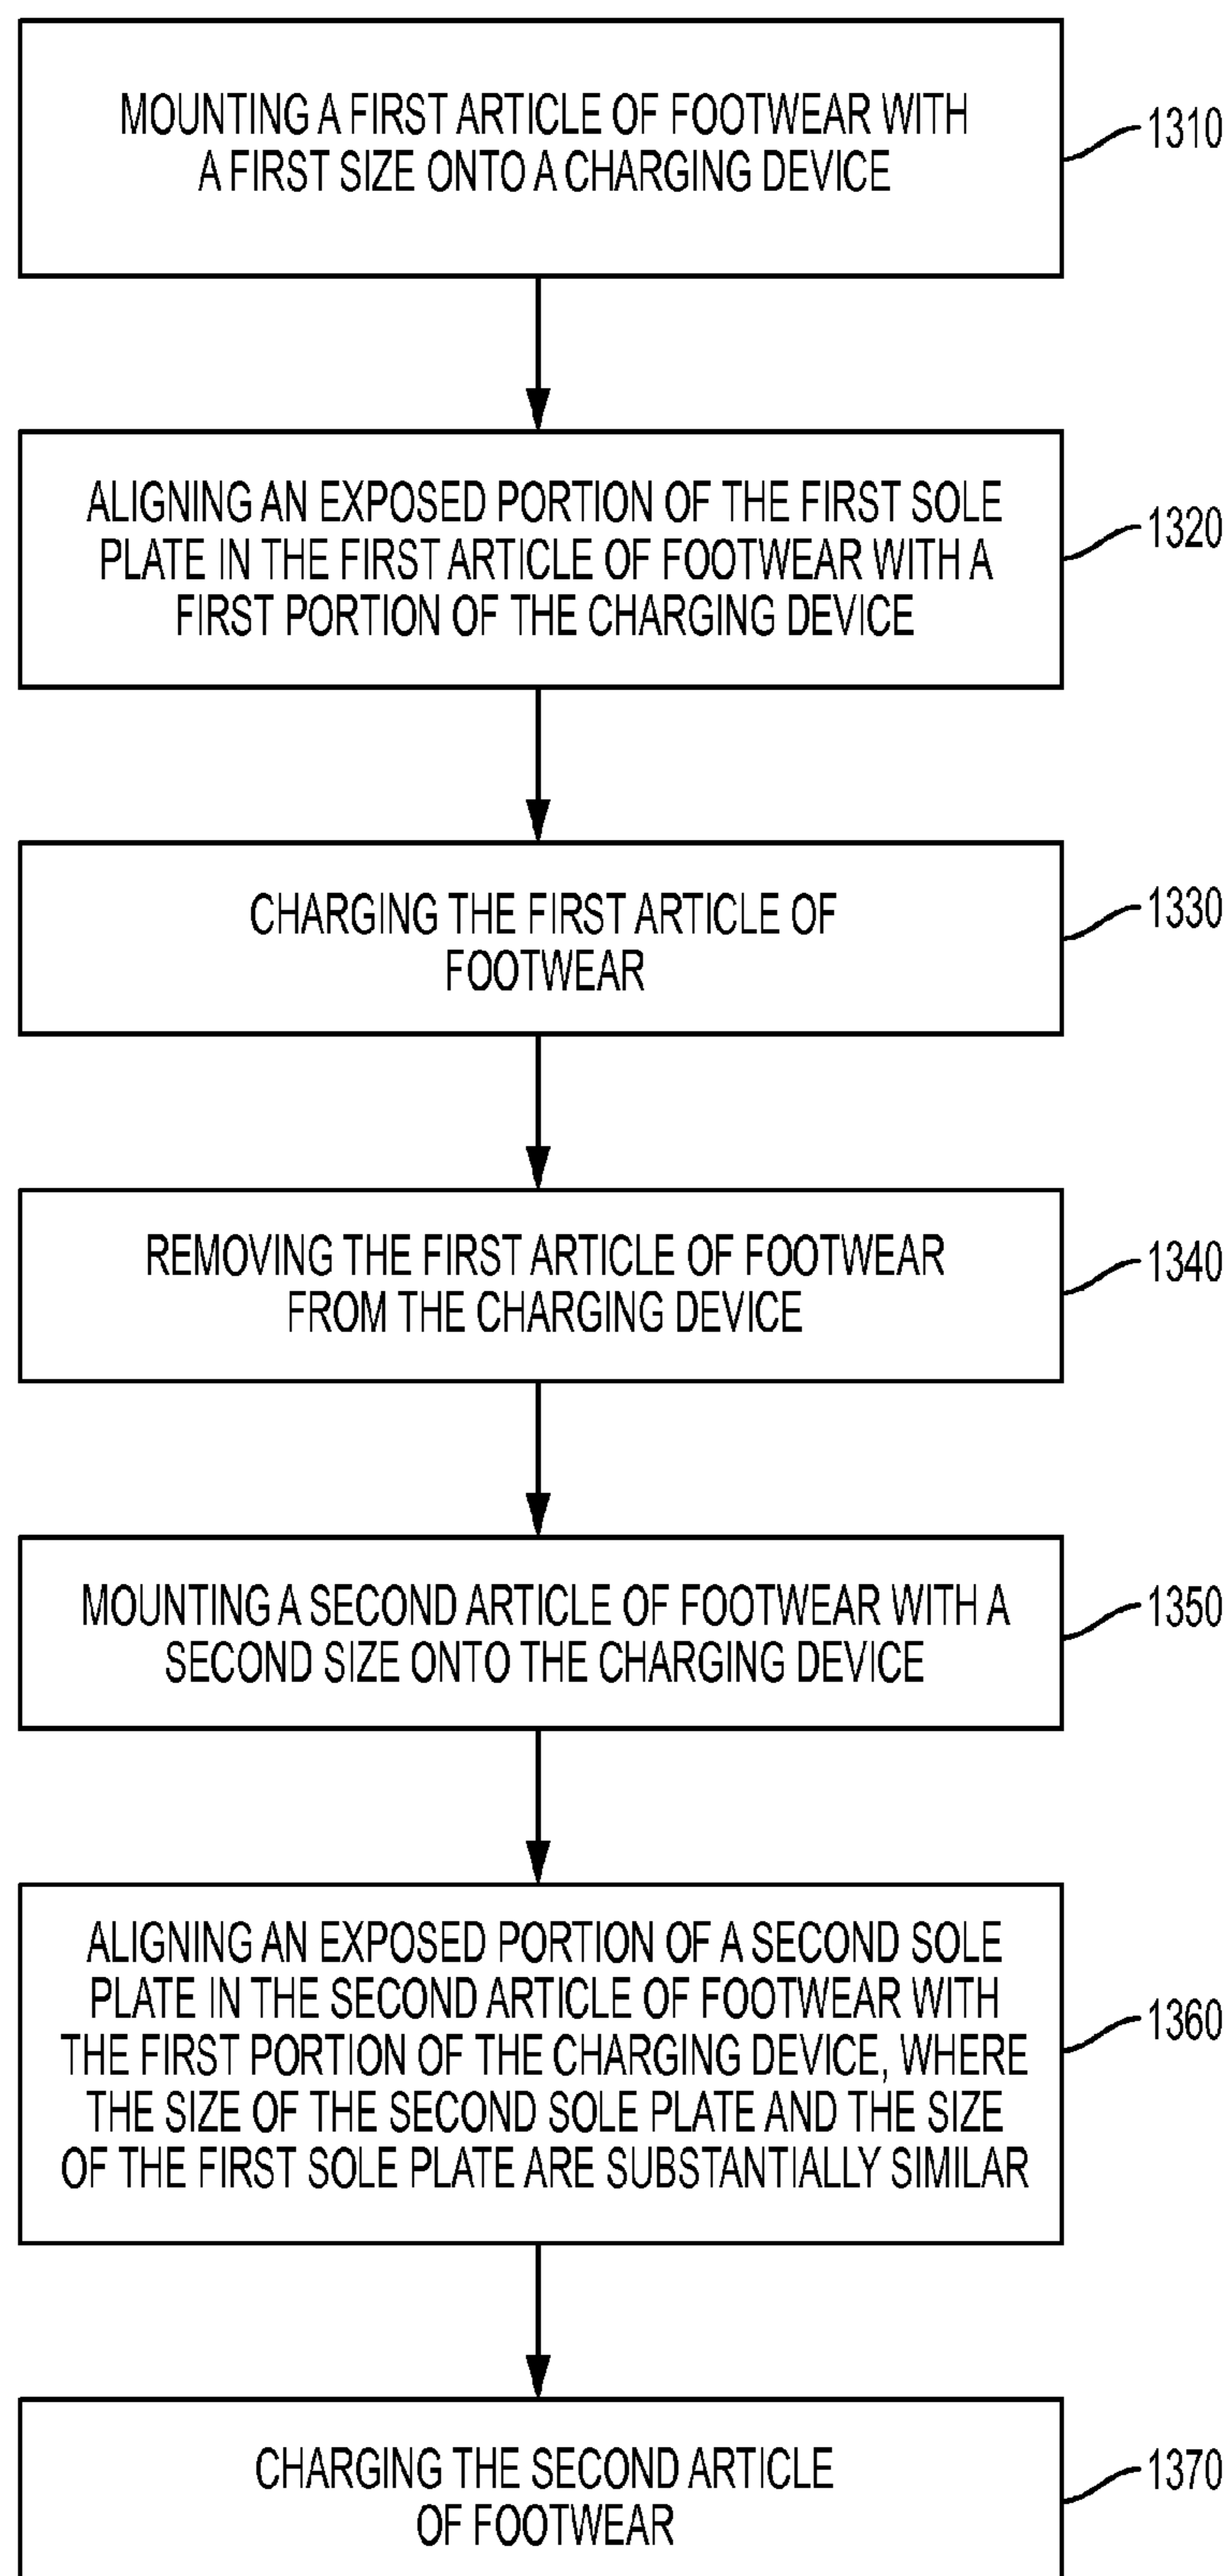 MOUNTING A FIRST ARTICLE OF FOOTWEAR WITH
A FIRST SIZE ONTO A CHARGING DEVICE
1310
ALIGNING AN EXPOSED PORTION OF THE FIRST SOLE
PLATE IN THE FIRST ARTICLE OF FOOTWEAR WITH A
FIRST PORTION OF THE CHARGING DEVICE
1320
CHARGING THE FIRST ARTICLE OF
FOOTWEAR
1330
REMOVING THE FIRST ARTICLE OF FOOTWEAR
FROM THE CHARGING DEVICE
1340
MOUNTING A SECOND ARTICLE OF FOOTWEAR WITH A
SECOND SIZE ONTO THE CHARGING DEVICE
1350
ALIGNING AN EXPOSED PORTION OF A SECOND SOLE
PLATE IN THE SECOND ARTICLE OF FOOTWEAR WITH
THE FIRST PORTION OF THE CHARGING DEVICE, WHERE
THE SIZE OF THE SECOND SOLE PLATE AND THE SIZE
OF THE FIRST SOLE PLATE ARE SUBSTANTIALLY SIMILAR
1360
CHARGING THE SECOND ARTICLE
OF FOOTWEAR
1370